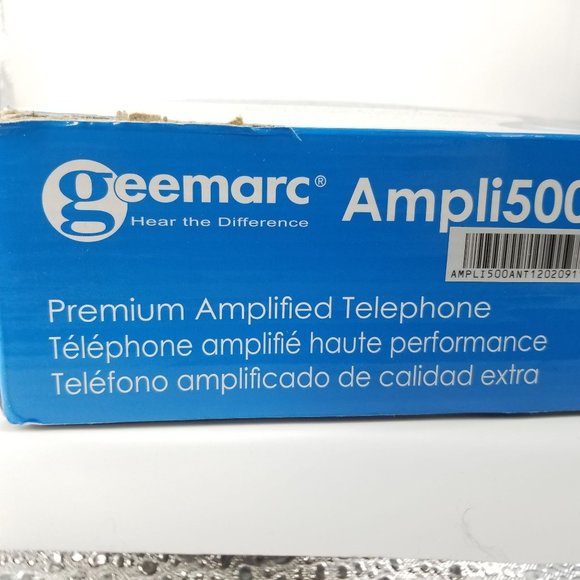 geemarc® Ampli500
Hear the Difference
AMPLI500ANT1202091
Premium Amplified Telephone
Téléphone amplifié haute performance
Teléfono amplificado de calidad extra